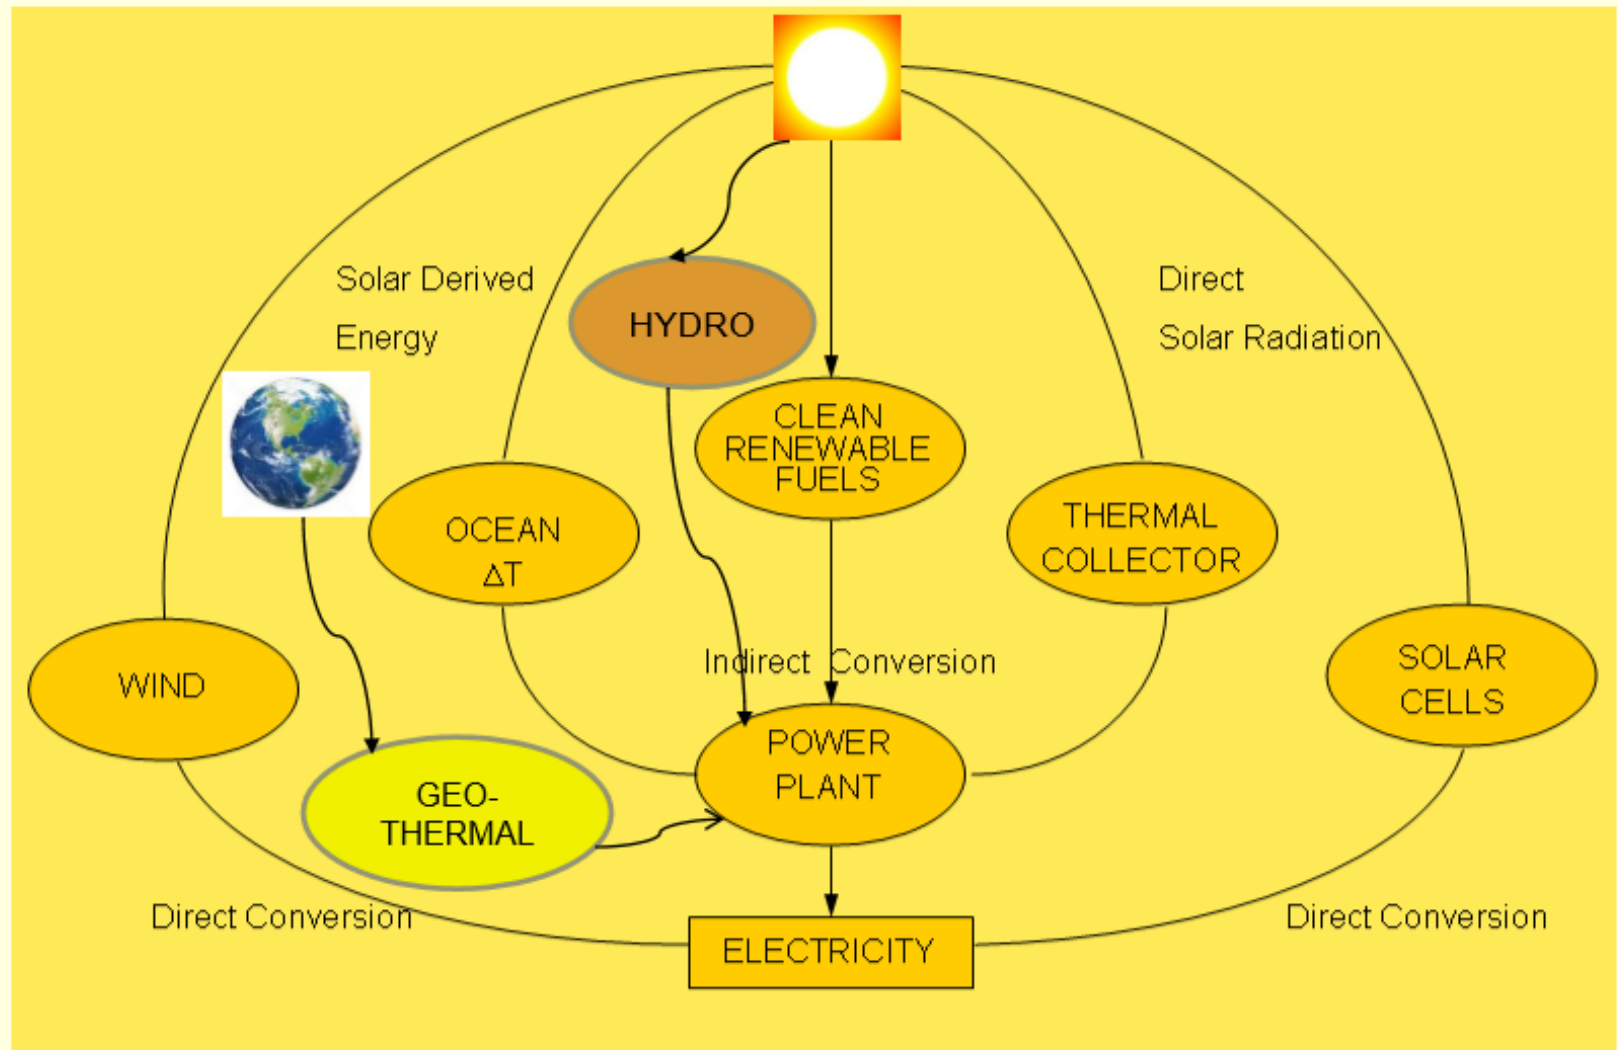 Solar Derived
Energy
HYDRO
Direct
Solar Radiation
CLEAN
RENEWABLE
FUELS
OCEAN
ΔT
THERMAL
COLLECTOR
WIND
Indirect Conversion
SOLAR
CELLS
POWER
PLANT
GEO-
THERMAL
Direct Conversion
ELECTRICITY
Direct Conversion